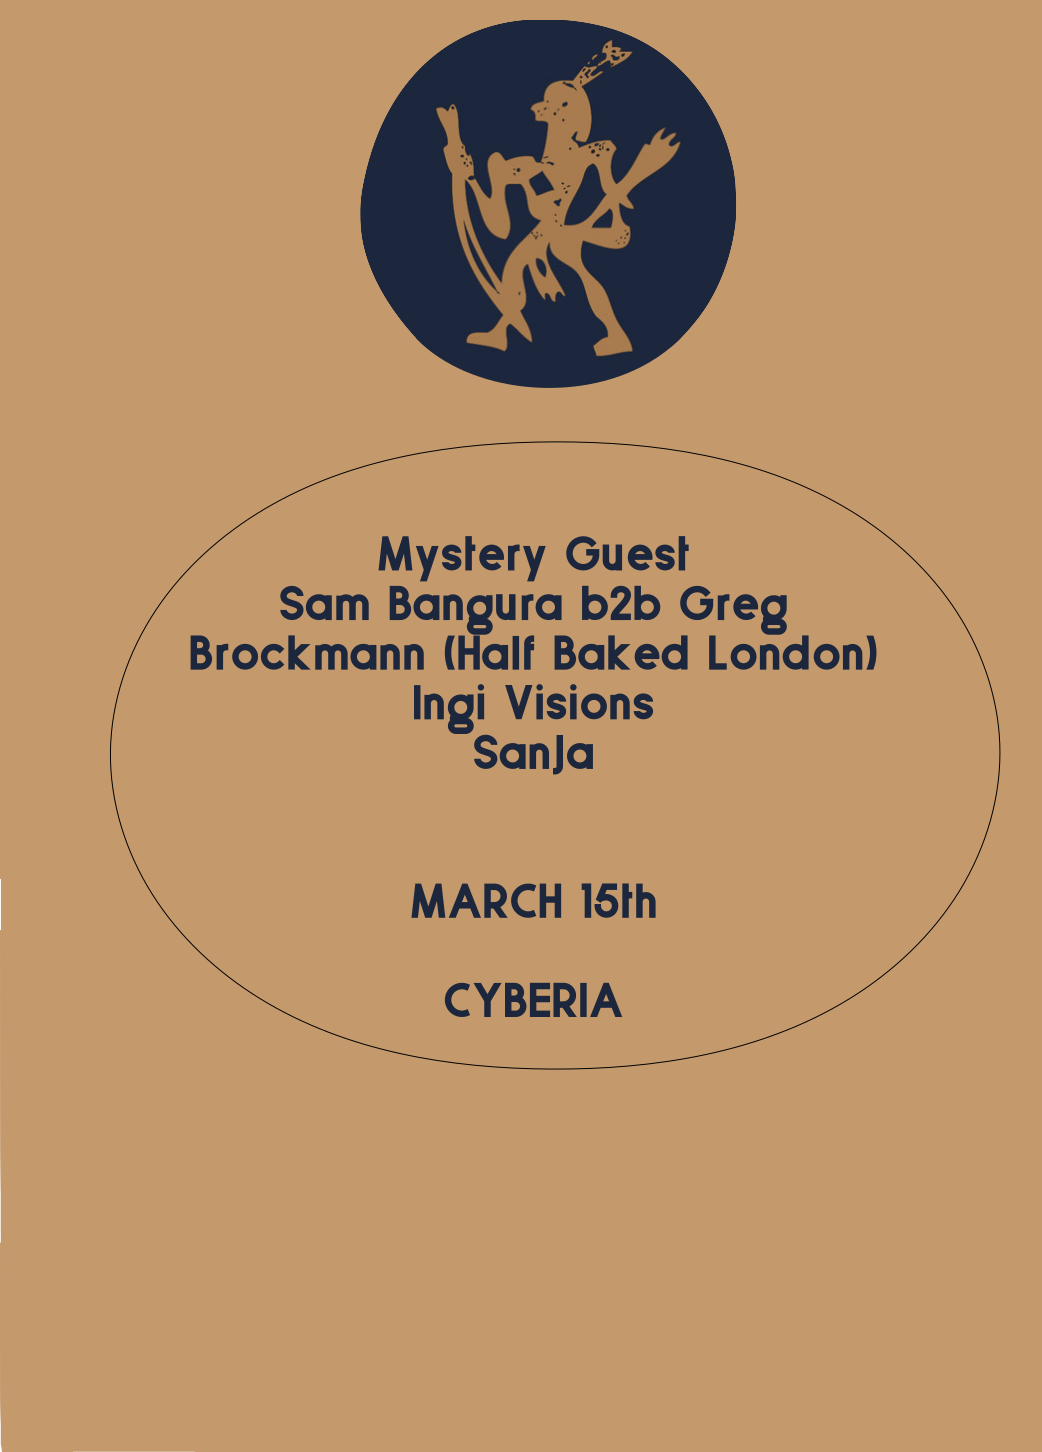 Mystery Guest
Sam Bangura b2b Greg
Brockmann (Half Baked London)
Ingi Visions
SanJa
MARCH 15th
CYBERIA